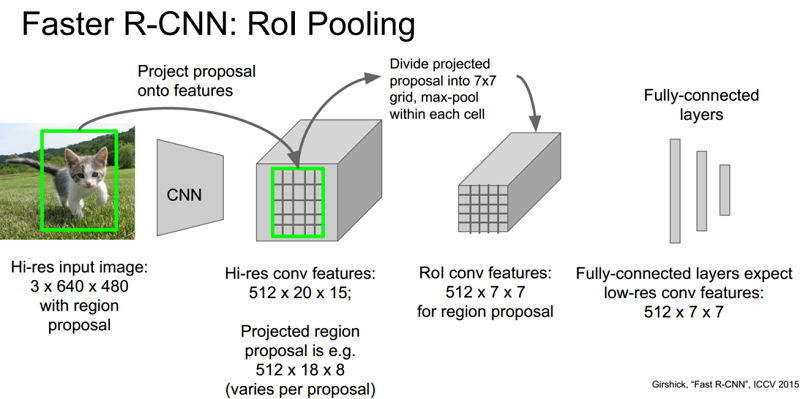 Faster R-CNN: RoI Pooling
Project proposal
onto features
Divide projected
proposal into 7x7
grid, max-pool
within each cell
Fully-connected
layers
CNN
Hi-res input image:
3 x 640 x 480
with region
proposal
Hi-res conv features:
512 x 20 x 15;
Projected region
proposal is e.g.
512 x 18 x 8
(varies per proposal)
RoI conv features:
512 x 7 x 7
for region proposal
Fully-connected layers expect
low-res conv features:
512 x 7 x 7
Girshick, “Fast R-CNN”, ICCV 2015